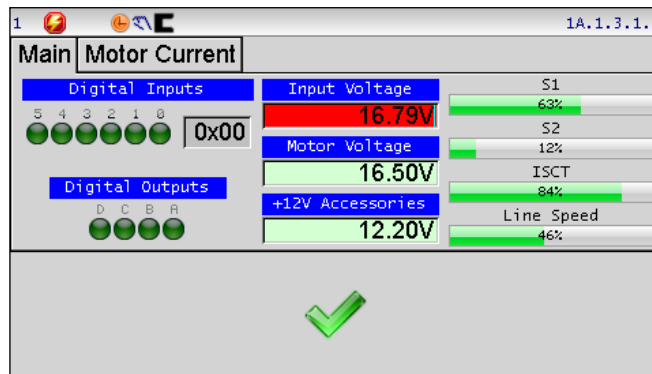 1 1A.1.3.1.
Main Motor Current
Digital Inputs
5 4 3 2 1 0
0x00
Digital Outputs
D C B A
Input Voltage
16.79V
Motor Voltage
16.50V
+12V Accessories
12.20V
S1
63%
S2
12%
ISCT
84%
Line Speed
46%